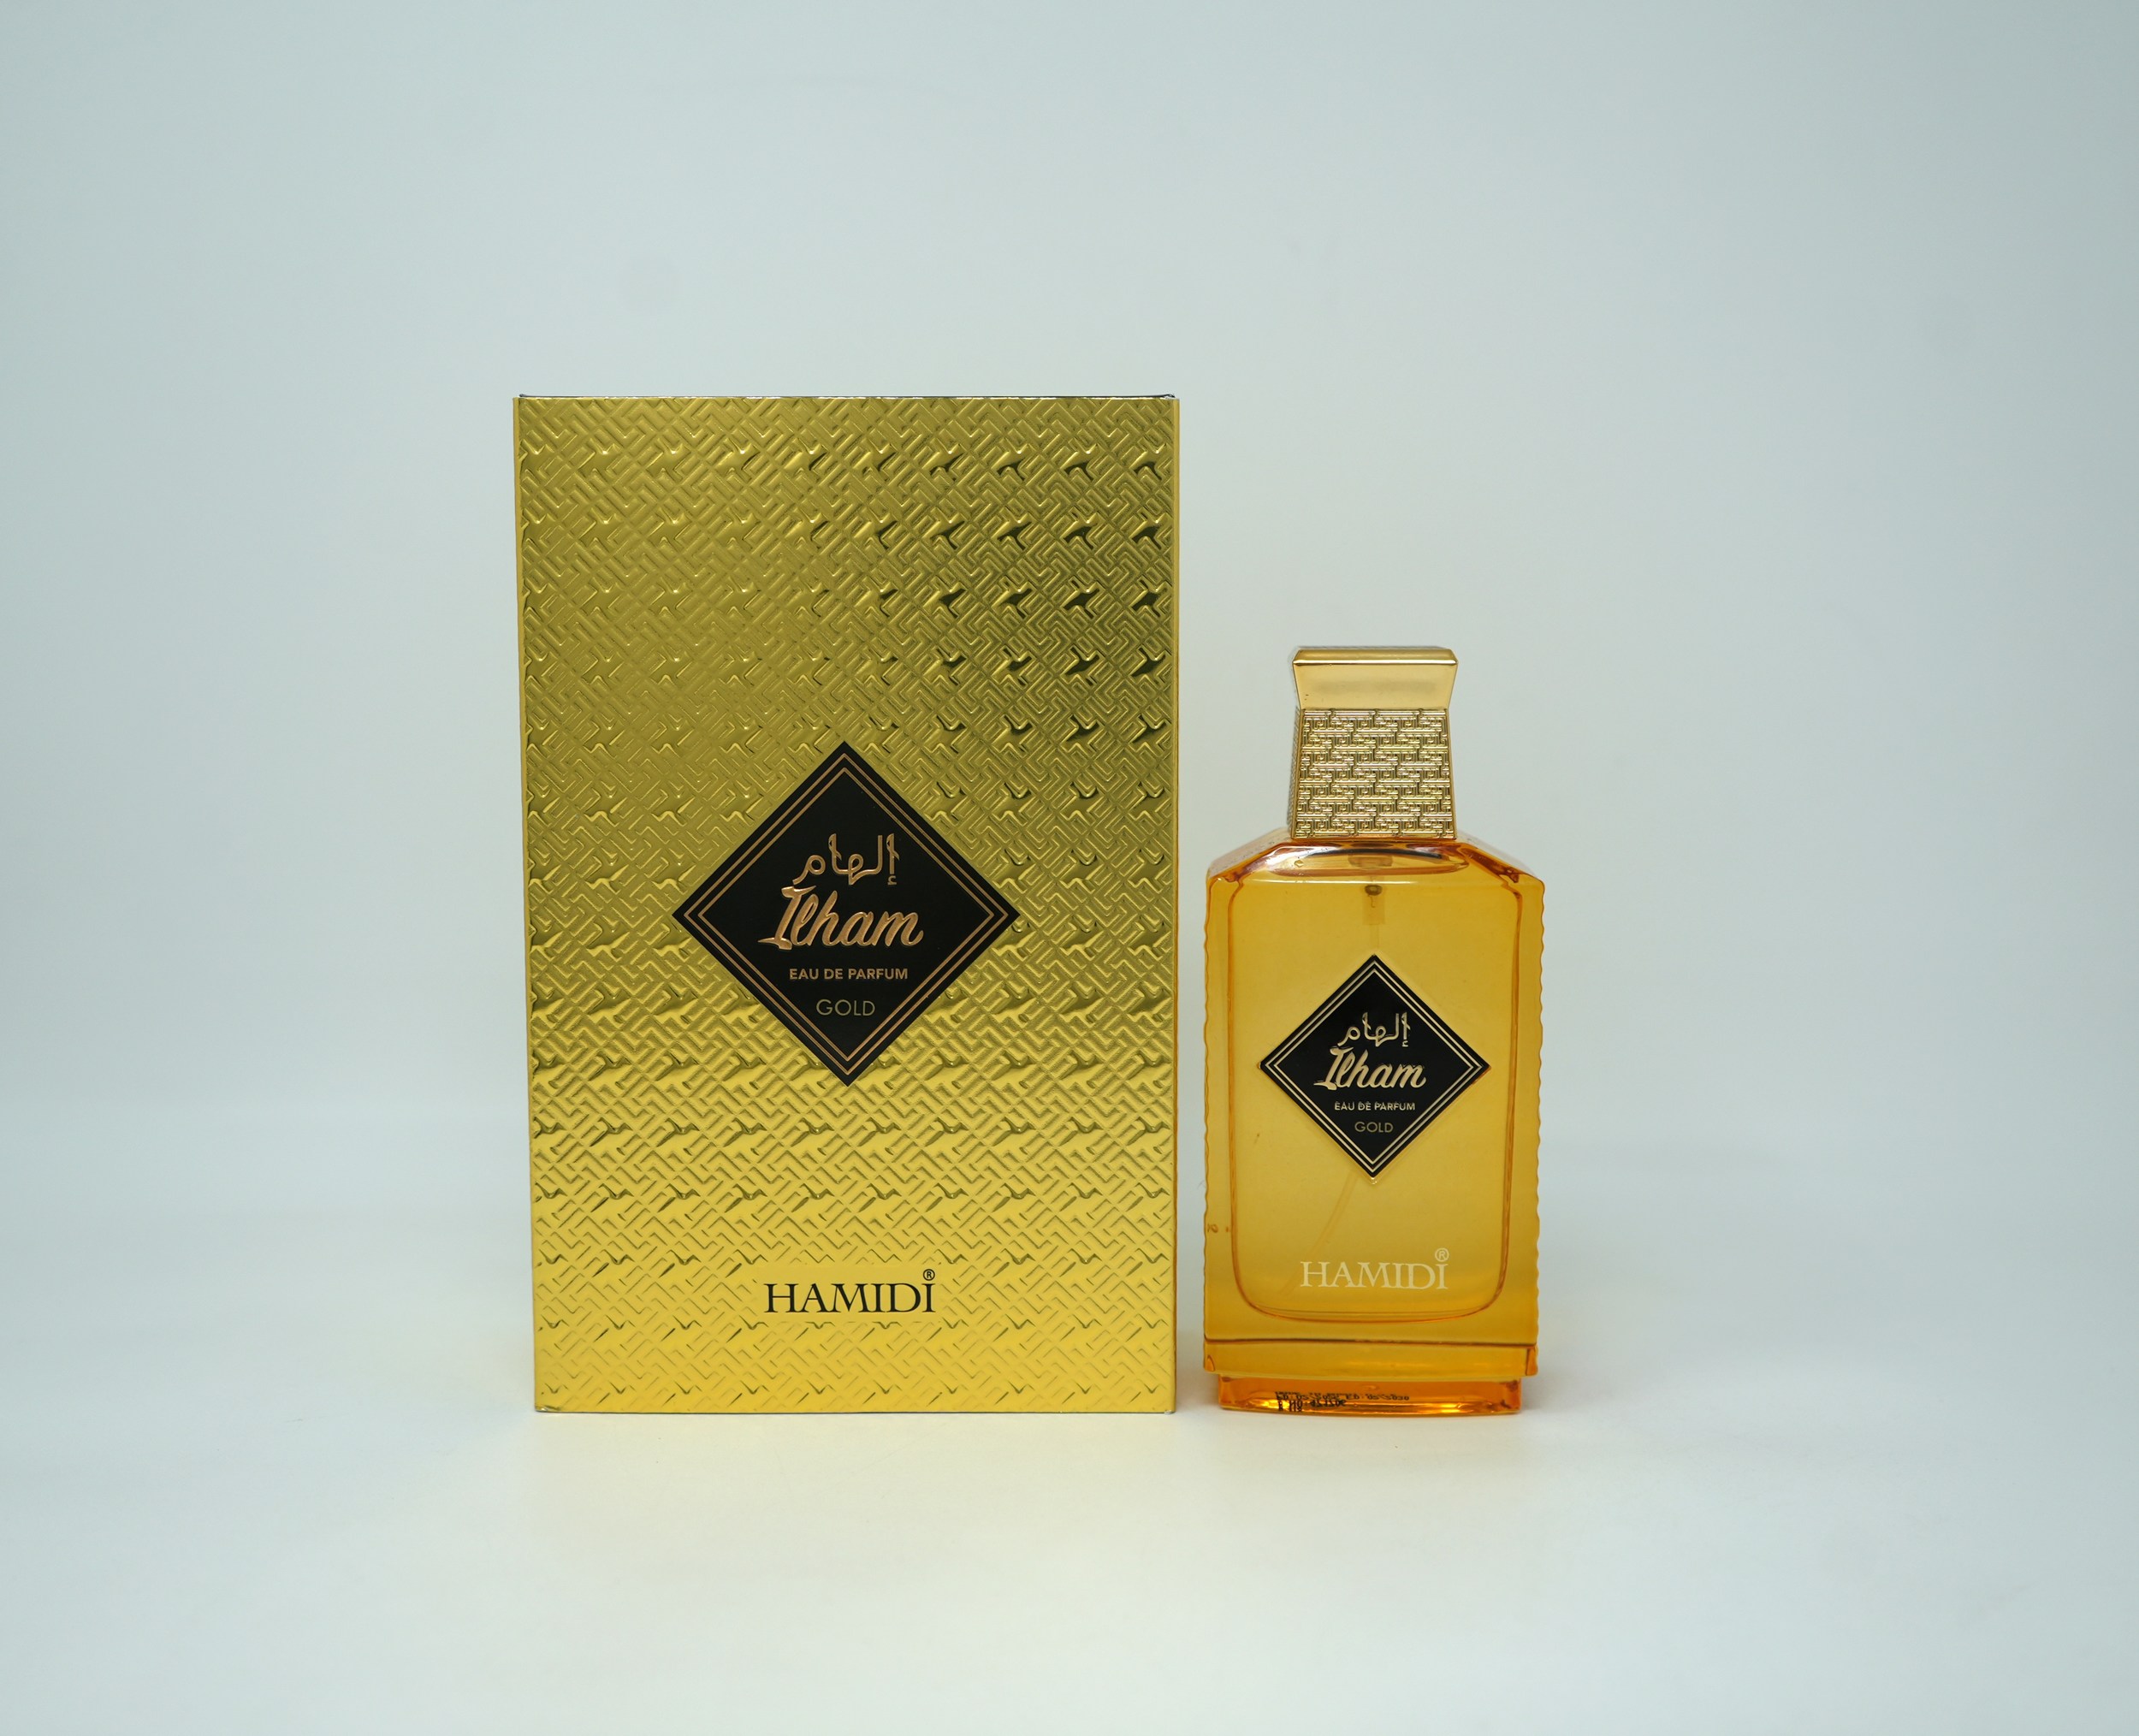 إلهام
Ilham
EAU DE PARFUM
GOLD
HAMIDI®
إلهام
Ilham
EAU DE PARFUM
GOLD
HAMIDI®